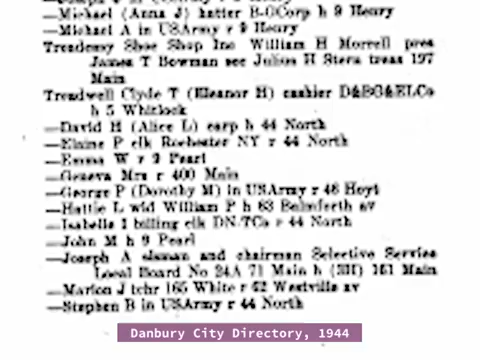 —Michael (Anna J) hatter B-GCorp h 9 Henry
—Michael A in USArmy r 9 Henry
Treadeasy Shoe Shop Inc William H Morrell pres
James T Bowman sec Julius H Stern treas 197
Main
Treadwell Clyde T (Eleanor H) cashier D&BG&ELCo
h 5 Whitlock
—David H (Alice L) carp h 44 North
—Elaine P clk Rochester NY r 44 North
—Emma W r 9 Pearl
—Geneva Mrs r 400 Main
—George P (Dorothy M) in USArmy r 46 Hoyt
—Hattie L wid William P h 63 Balmforth av
—Isabelle I billing clk DN-TCo r 44 North
—John M h 9 Pearl
—Joseph A slsman and chairman Selective Service
Local Board No 24A 71 Main h (SH) 151 Main
—Marion J tchr 165 White r 62 Westville av
—Stephen B in USArmy r 44 North
Danbury City Directory, 1944